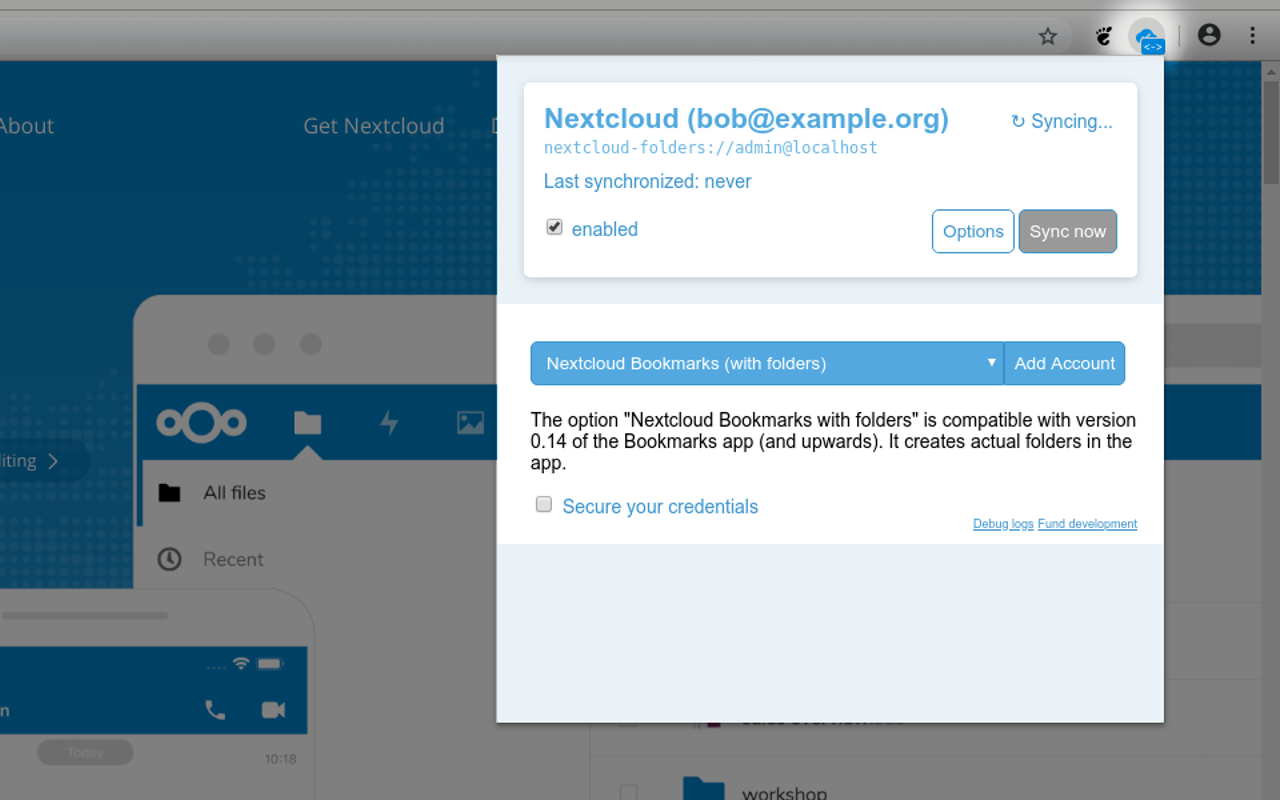 About
Get Nextcloud
Nextcloud (bob@example.org)
↻ Syncing...
nextcloud-folders://admin@localhost
Last synchronized: never
enabled
Options
Sync now
Nextcloud Bookmarks (with folders)
Add Account
The option "Nextcloud Bookmarks with folders" is compatible with version
0.14 of the Bookmarks app (and upwards). It creates actual folders in the
app.
Secure your credentials
Debug logs Fund development
All files
Recent
Today
10:18
workshop